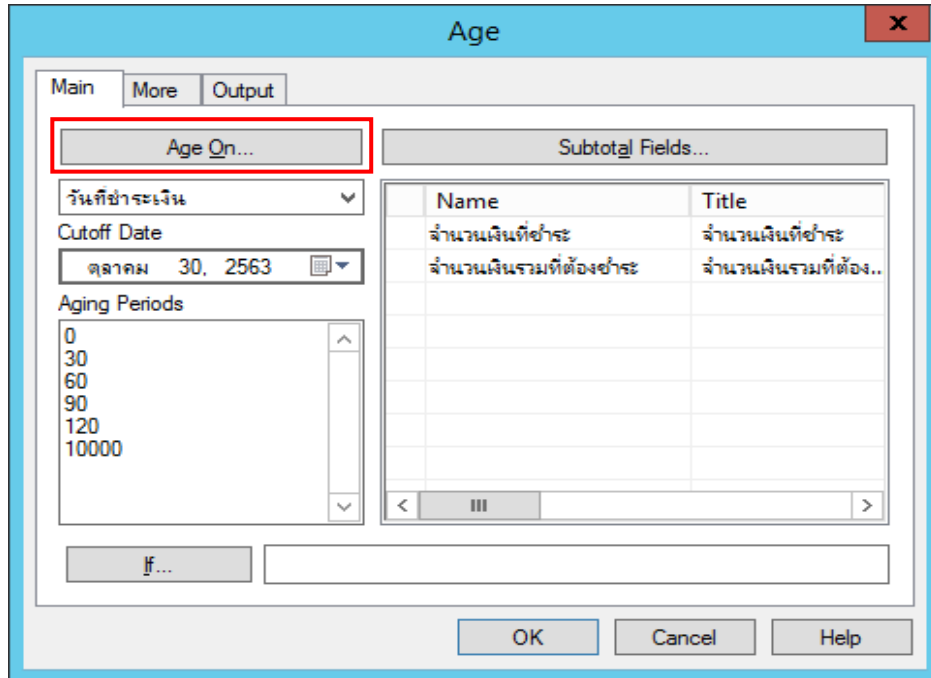 Age
x
Main More Output
Age On... Subtotal Fields...
วันที่ชำระเงิน
Name Title
Cutoff Date
จำนวนเงินที่ชำระ จำนวนเงินที่ชำระ
ตุลาคม 30, 2563
จำนวนเงินรวมที่ต้องชำระ จำนวนเงินรวมที่ต้อง..
Aging Periods
0
30
60
90
120
10000
If...
OK Cancel Help